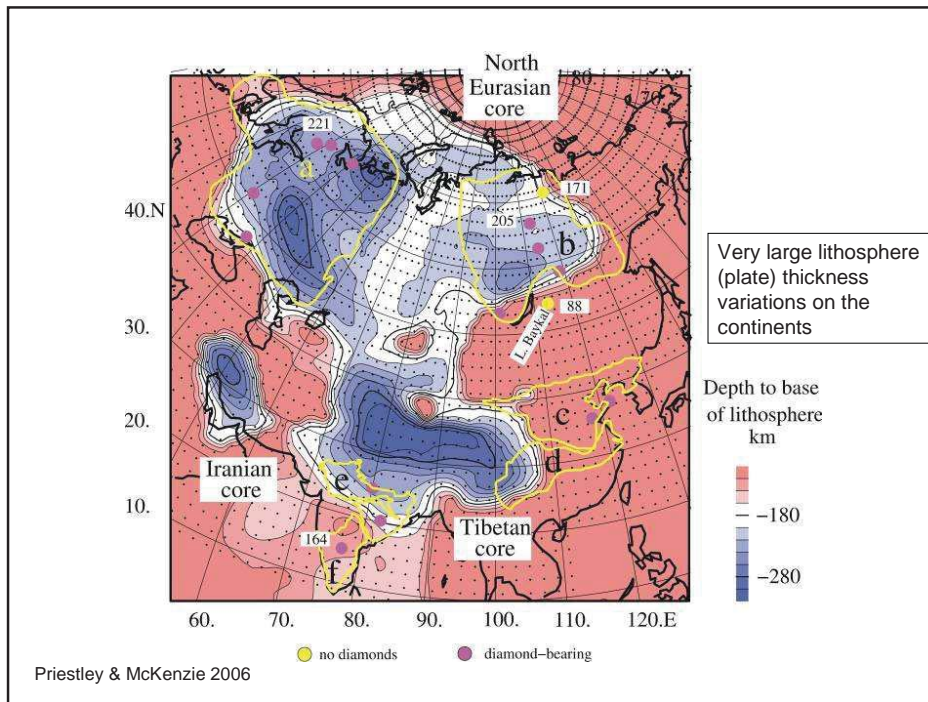 North
Eurasian
core
80
70
221
a
171
40.N
205
b
Very large lithosphere
(plate) thickness
variations on the
continents
88
30.
L. Baykal
Depth to base
of lithosphere
km
c
20.
d
Iranian
core
e
−180
10.
Tibetan
core
164
−280
f
60. 70. 80. 90. 100. 110. 120.E
no diamonds diamond−bearing
Priestley & McKenzie 2006